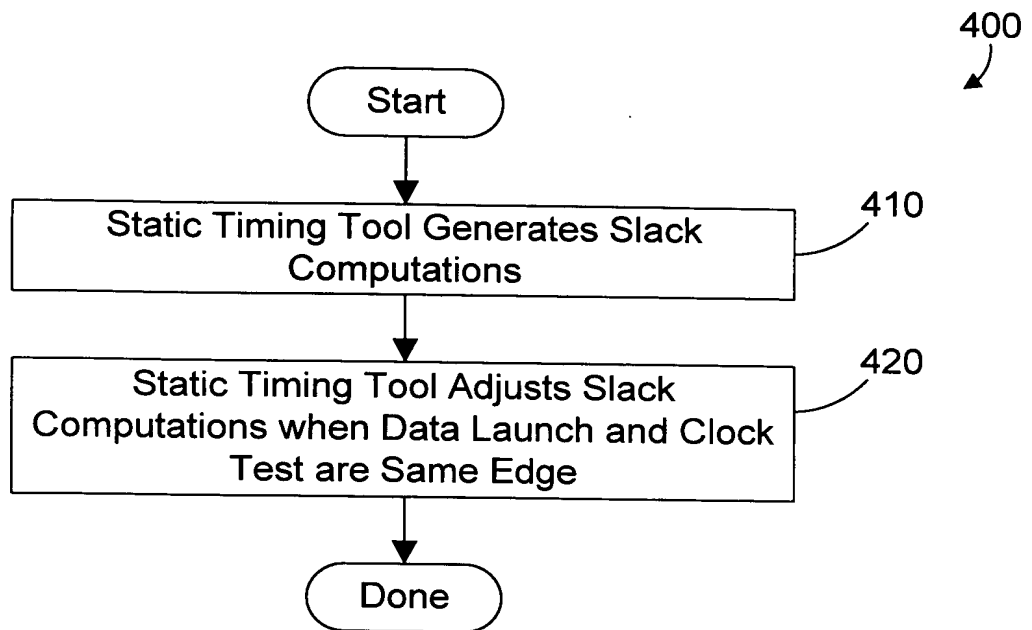 400
Start
Static Timing Tool Generates Slack
Computations
410
Static Timing Tool Adjusts Slack
Computations when Data Launch and Clock
Test are Same Edge
420
Done